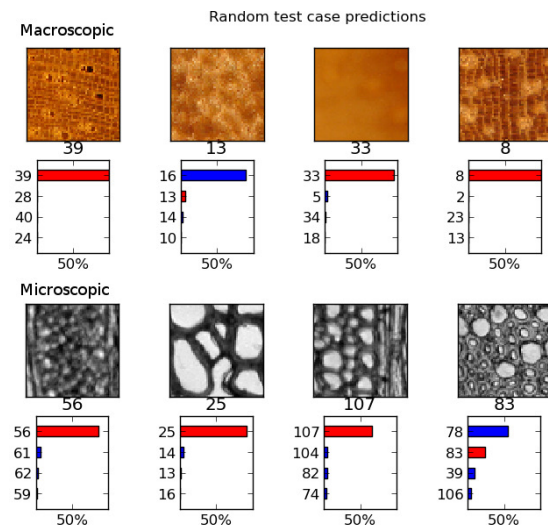 Random test case predictions
Macroscopic
39 13 33 8
39 16 33 8
28 13 5 2
40 14 34 23
24 10 18 13
50% 50% 50% 50%
Microscopic
56 25 107 83
56 25 107 78
61 14 104 83
62 13 82 39
59 16 74 106
50% 50% 50% 50%